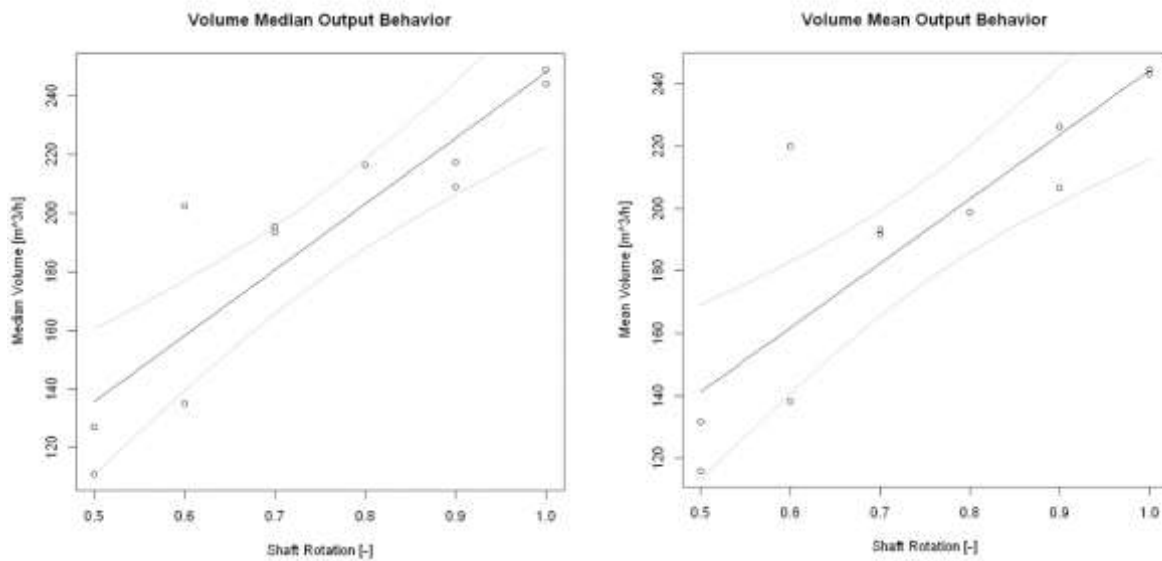 Volume Median Output Behavior
Median Volume [m^3/h]
240
220
200
180
160
140
120
0.5 0.6 0.7 0.8 0.9 1.0
Shaft Rotation [-]
Volume Mean Output Behavior
Mean Volume [m^3/h]
240
220
200
180
160
140
120
0.5 0.6 0.7 0.8 0.9 1.0
Shaft Rotation [-]